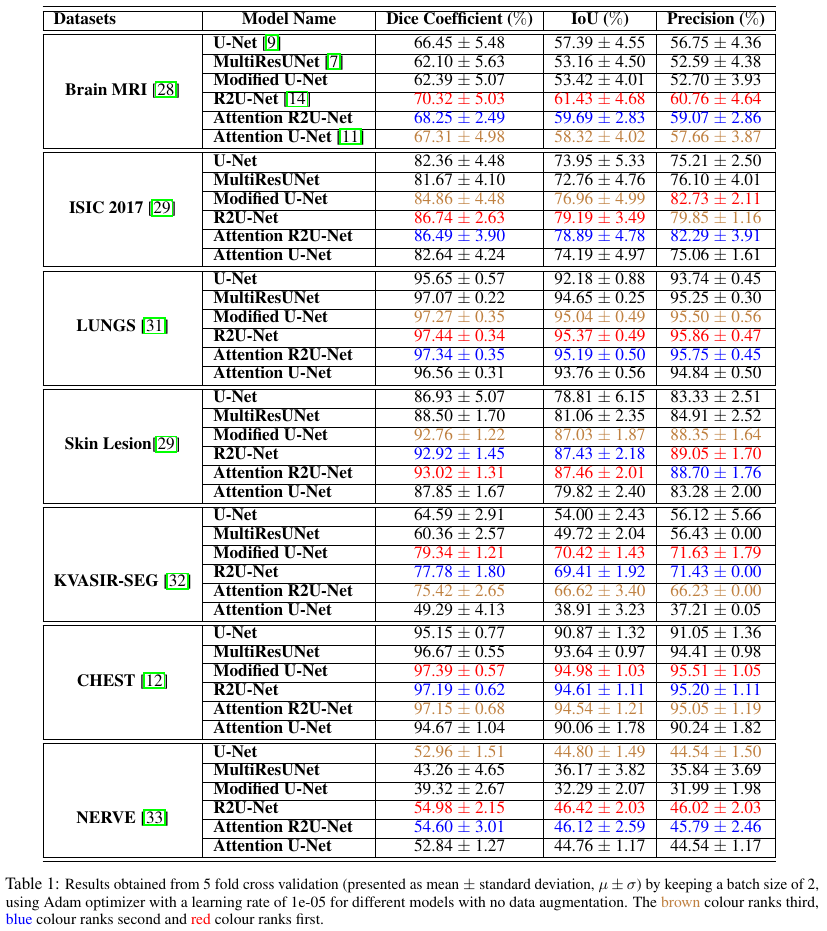 Datasets Model Name Dice Coefficient (%) IoU (%) Precision (%)
Brain MRI [28]
U-Net [9] 66.45 ± 5.48 57.39 ± 4.55 56.75 ± 4.36
MultiResUNet [7] 62.10 ± 5.63 53.16 ± 4.50 52.59 ± 4.38
Modified U-Net 62.39 ± 5.07 53.42 ± 4.01 52.70 ± 3.93
R2U-Net [14] 70.32 ± 5.03 61.43 ± 4.68 60.76 ± 4.64
Attention R2U-Net 68.25 ± 2.49 59.69 ± 2.83 59.07 ± 2.86
Attention U-Net [11] 67.31 ± 4.98 58.32 ± 4.02 57.66 ± 3.87
ISIC 2017 [29]
U-Net 82.36 ± 4.48 73.95 ± 5.33 75.21 ± 2.50
MultiResUNet 81.67 ± 4.10 72.76 ± 4.76 76.10 ± 4.01
Modified U-Net 84.86 ± 4.48 76.96 ± 4.99 82.73 ± 2.11
R2U-Net 86.74 ± 2.63 79.19 ± 3.49 79.85 ± 1.16
Attention R2U-Net 86.49 ± 3.90 78.89 ± 4.78 82.29 ± 3.91
Attention U-Net 82.64 ± 4.24 74.19 ± 4.97 75.06 ± 1.61
LUNGS [31]
U-Net 95.65 ± 0.57 92.18 ± 0.88 93.74 ± 0.45
MultiResUNet 97.07 ± 0.22 94.65 ± 0.25 95.25 ± 0.30
Modified U-Net 97.27 ± 0.35 95.04 ± 0.49 95.50 ± 0.56
R2U-Net 97.44 ± 0.34 95.37 ± 0.49 95.86 ± 0.47
Attention R2U-Net 97.34 ± 0.35 95.19 ± 0.50 95.75 ± 0.45
Attention U-Net 96.56 ± 0.31 93.76 ± 0.56 94.84 ± 0.50
Skin Lesion[29]
U-Net 86.93 ± 5.07 78.81 ± 6.15 83.33 ± 2.51
MultiResUNet 88.50 ± 1.70 81.06 ± 2.35 84.91 ± 2.52
Modified U-Net 92.76 ± 1.22 87.03 ± 1.87 88.35 ± 1.64
R2U-Net 92.92 ± 1.45 87.43 ± 2.18 89.05 ± 1.70
Attention R2U-Net 93.02 ± 1.31 87.46 ± 2.01 88.70 ± 1.76
Attention U-Net 87.85 ± 1.67 79.82 ± 2.40 83.28 ± 2.00
KVASIR-SEG [32]
U-Net 64.59 ± 2.91 54.00 ± 2.43 56.12 ± 5.66
MultiResUNet 60.36 ± 2.57 49.72 ± 2.04 56.43 ± 0.00
Modified U-Net 79.34 ± 1.21 70.42 ± 1.43 71.63 ± 1.79
R2U-Net 77.78 ± 1.80 69.41 ± 1.92 71.43 ± 0.00
Attention R2U-Net 75.42 ± 2.65 66.62 ± 3.40 66.23 ± 0.00
Attention U-Net 49.29 ± 4.13 38.91 ± 3.23 37.21 ± 0.05
CHEST [12]
U-Net 95.15 ± 0.77 90.87 ± 1.32 91.05 ± 1.36
MultiResUNet 96.67 ± 0.55 93.64 ± 0.97 94.41 ± 0.98
Modified U-Net 97.39 ± 0.57 94.98 ± 1.03 95.51 ± 1.05
R2U-Net 97.19 ± 0.62 94.61 ± 1.11 95.20 ± 1.11
Attention R2U-Net 97.15 ± 0.68 94.54 ± 1.21 95.05 ± 1.19
Attention U-Net 94.67 ± 1.04 90.06 ± 1.78 90.24 ± 1.82
NERVE [33]
U-Net 52.96 ± 1.51 44.80 ± 1.49 44.54 ± 1.50
MultiResUNet 43.26 ± 4.65 36.17 ± 3.82 35.84 ± 3.69
Modified U-Net 39.32 ± 2.67 32.29 ± 2.07 31.99 ± 1.98
R2U-Net 54.98 ± 2.15 46.42 ± 2.03 46.02 ± 2.03
Attention R2U-Net 54.60 ± 3.01 46.12 ± 2.59 45.79 ± 2.46
Attention U-Net 52.84 ± 1.27 44.76 ± 1.17 44.54 ± 1.17
Table 1: Results obtained from 5 fold cross validation (presented as mean ± standard deviation, μ ± σ) by keeping a batch size of 2,
using Adam optimizer with a learning rate of 1e-05 for different models with no data augmentation. The brown colour ranks third,
blue colour ranks second and red colour ranks first.